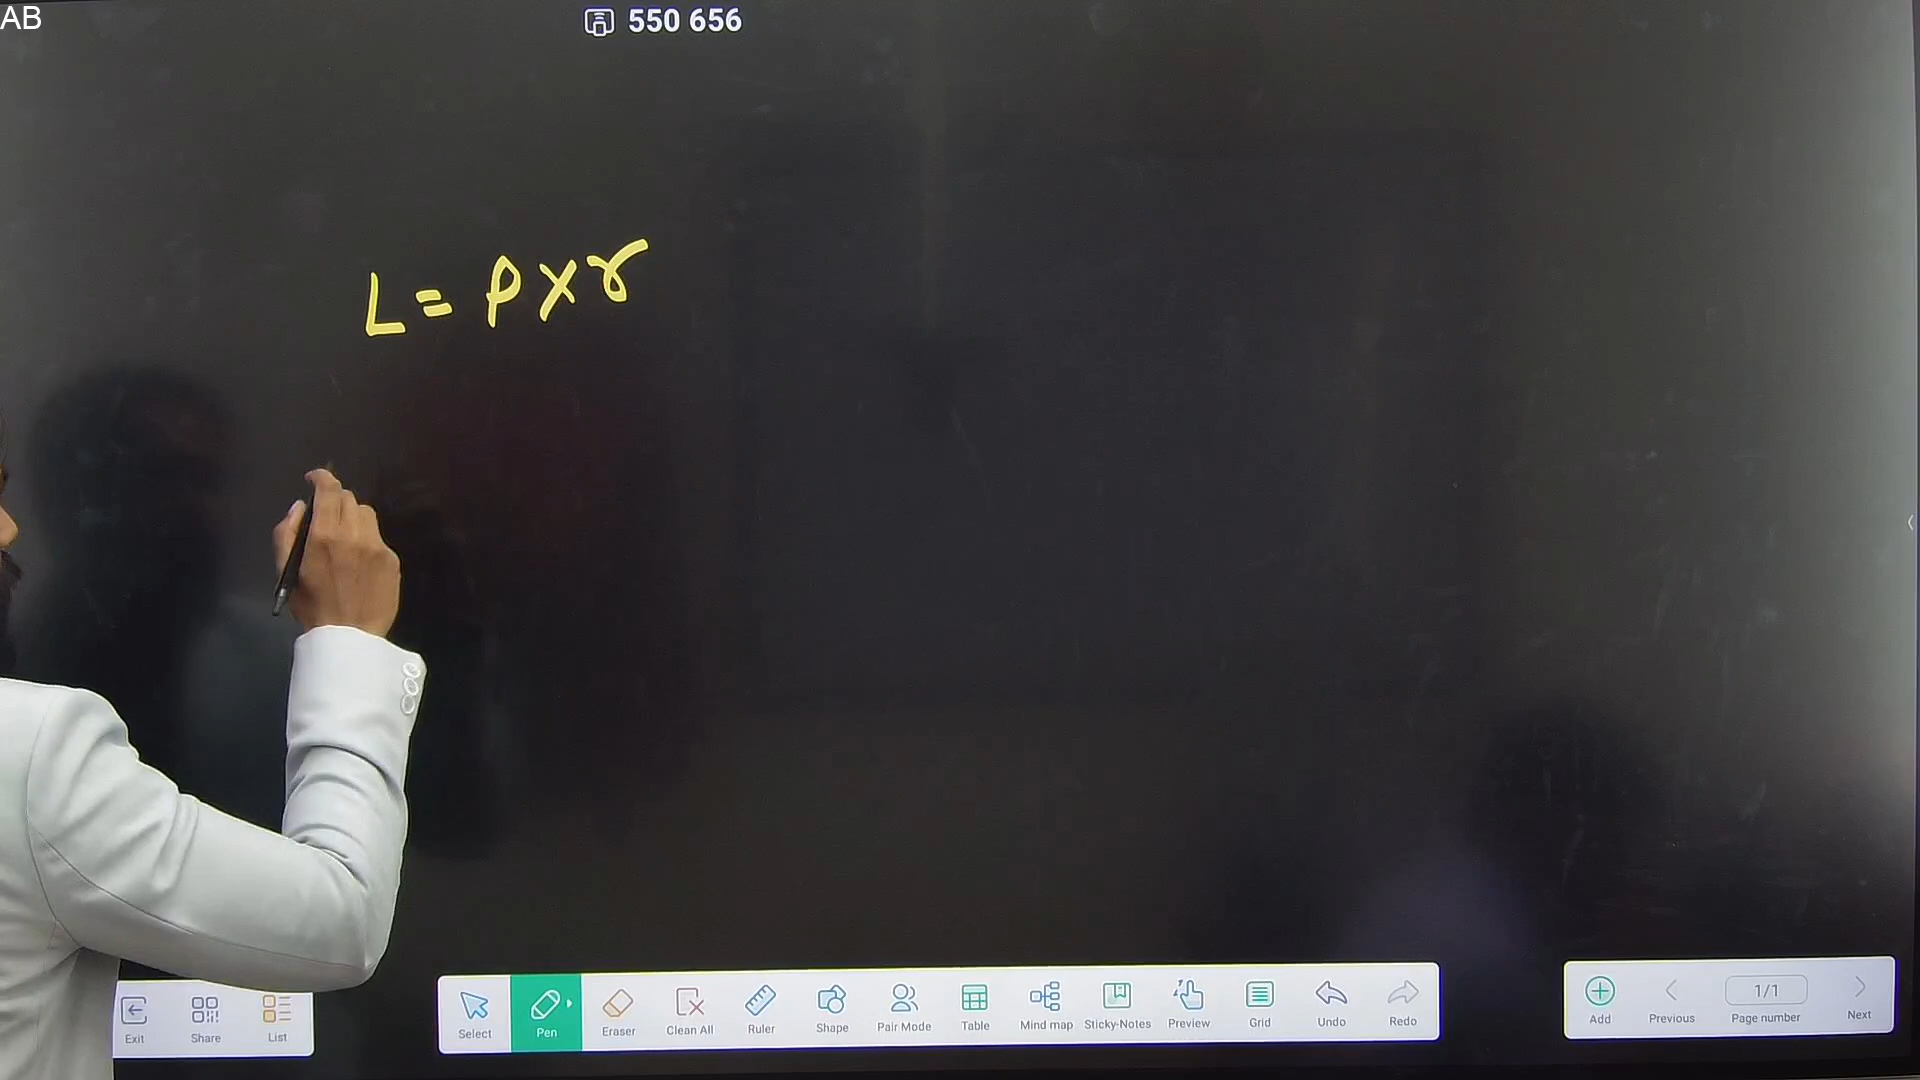 AB
550 656
L = P x r
Exit Share List
Select Pen Eraser Clean All Ruler Shape Pair Mode Table Mind map Sticky-Notes Preview Grid Undo Redo
Add Previous 1/1 Page number Next